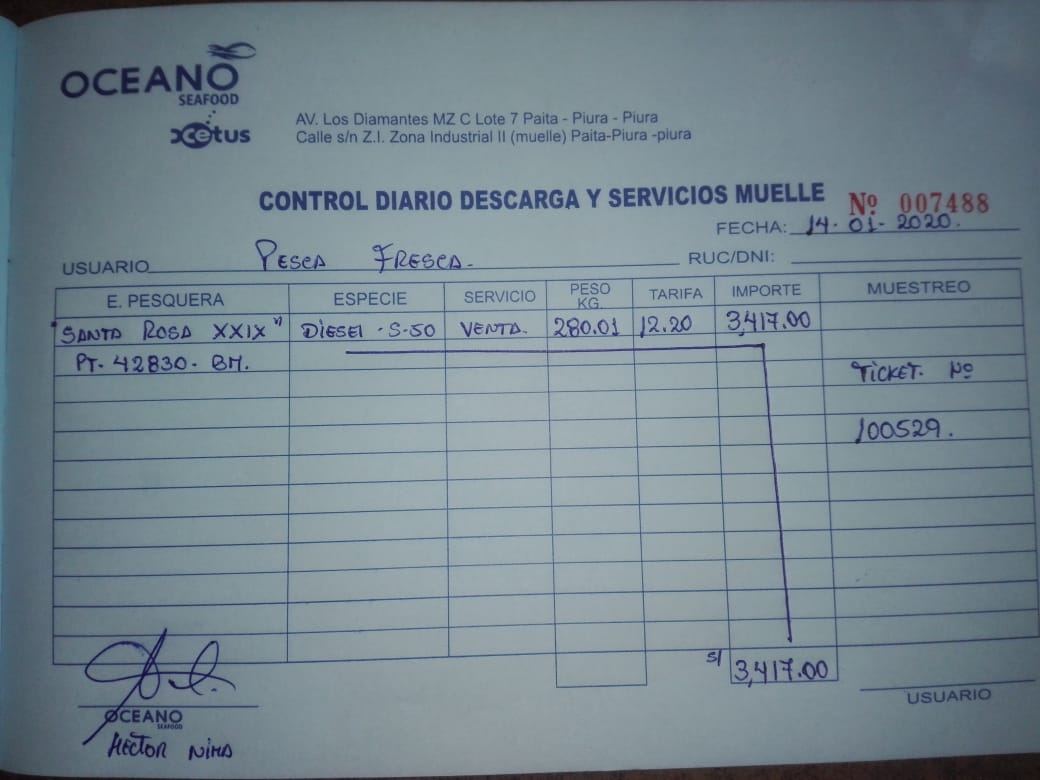 OCEANO
SEAFOOD
xcetus
AV. Los Diamantes MZ C Lote 7 Paita - Piura - Piura
Calle s/n Z.I. Zona Industrial II (muelle) Paita-Piura -piura
CONTROL DIARIO DESCARGA Y SERVICIOS MUELLE Nº 007488
FECHA: 14-01-2020.
USUARIO PESCA FRESCA. RUC/DNI:
E. PESQUERA ESPECIE SERVICIO PESO KG TARIFA IMPORTE MUESTREO
"SANTA ROSA XXIX" DIESEL S-50 VENTA. 280.01 12.20 3,417.00
PT- 42830- BM.
TICKET Nº
100529.
S/ 3,417.00
USUARIO
OCEANO
SEAFOOD
HECTOR NIMA